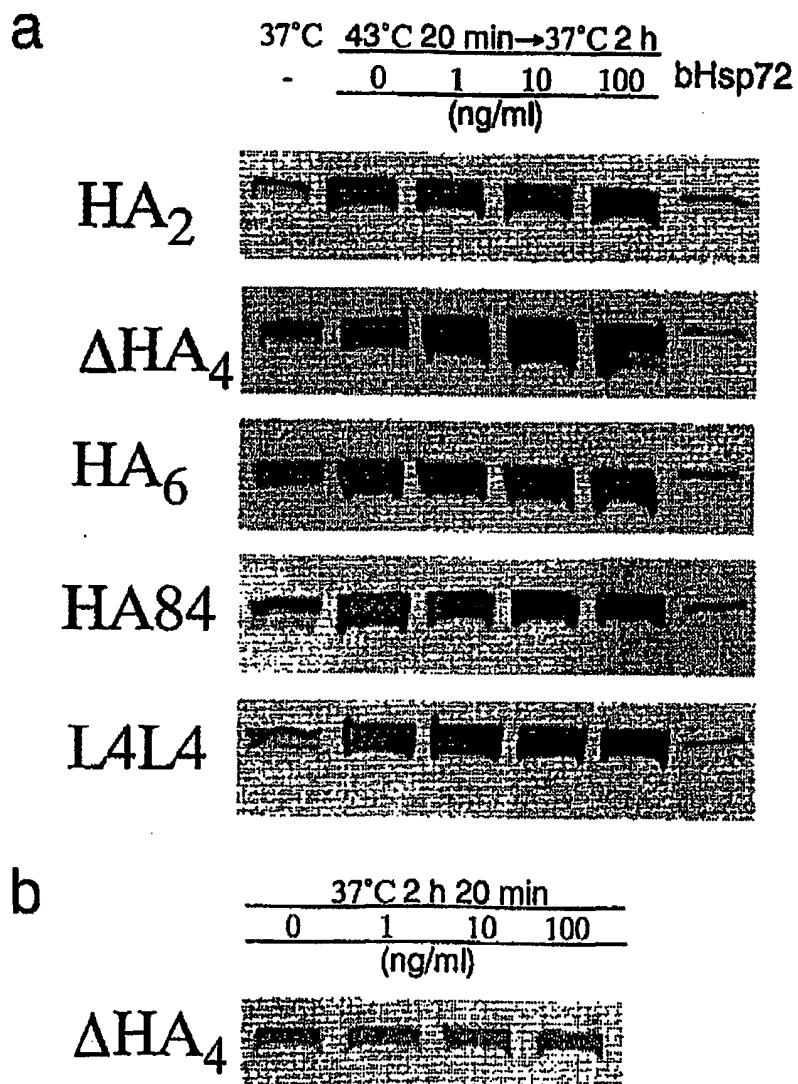 a
37°C 43°C 20 min→37°C 2 h
- 0 1 10 100 bHsp72
(ng/ml)
HA2
ΔHA4
HA6
HA84
L4L4
b
37°C 2 h 20 min
0 1 10 100
(ng/ml)
ΔHA4